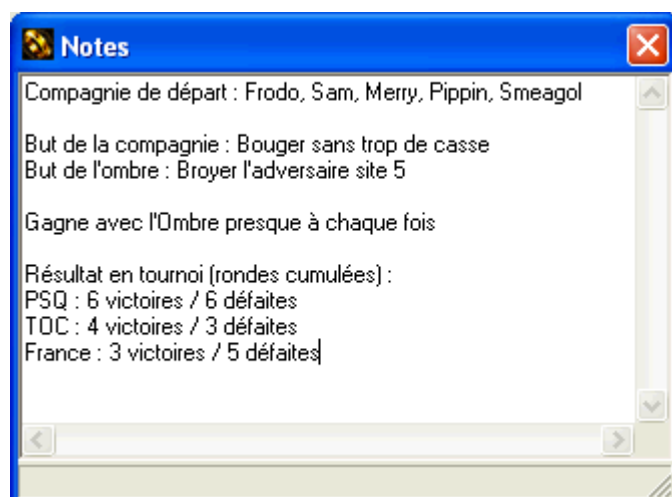 Notes
Compagnie de départ : Frodo, Sam, Merry, Pippin, Smeagol
But de la compagnie : Bouger sans trop de casse
But de l'ombre : Broyer l'adversaire site 5
Gagne avec l'Ombre presque à chaque fois
Résultat en tournoi (rondes cumulées) :
PSQ : 6 victoires / 6 défaites
TOC : 4 victoires / 3 défaites
France : 3 victoires / 5 défaites